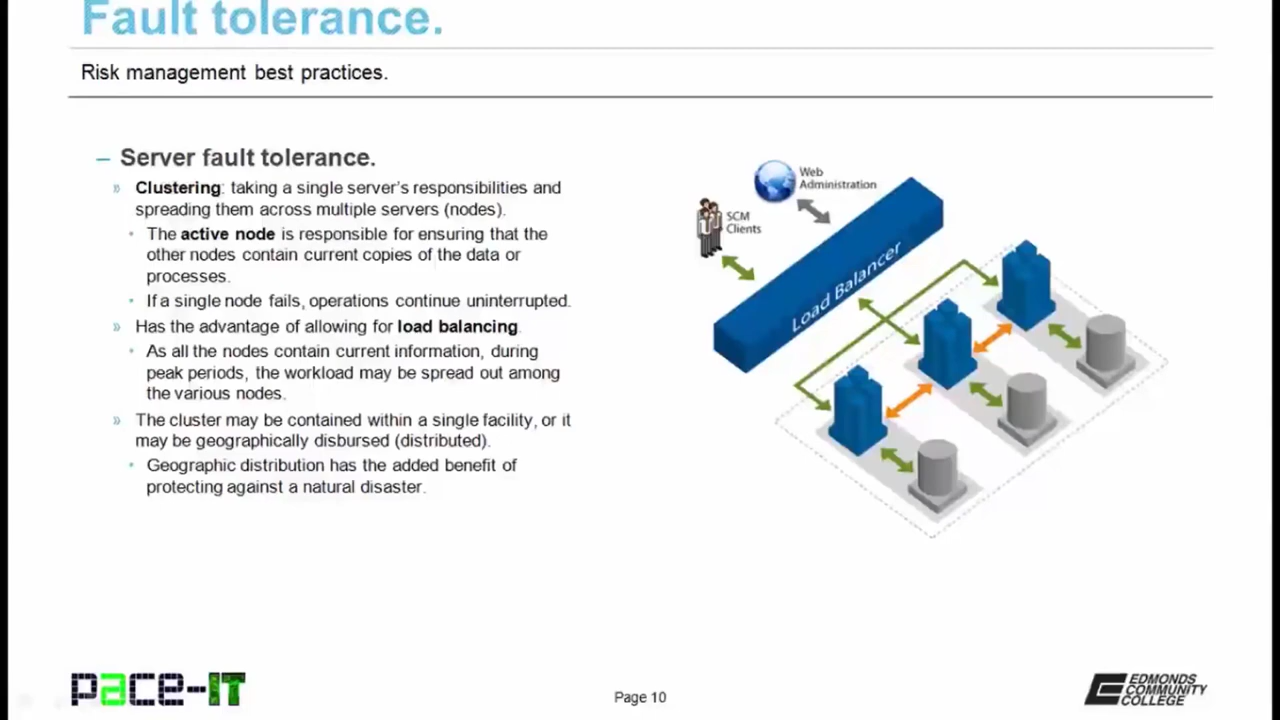 Fault tolerance.
Risk management best practices.
– Server fault tolerance.
» Clustering: taking a single server's responsibilities and
spreading them across multiple servers (nodes).
• The active node is responsible for ensuring that the
other nodes contain current copies of the data or
processes.
• If a single node fails, operations continue uninterrupted.
» Has the advantage of allowing for load balancing.
• As all the nodes contain current information, during
peak periods, the workload may be spread out among
the various nodes.
» The cluster may be contained within a single facility, or it
may be geographically disbursed (distributed).
• Geographic distribution has the added benefit of
protecting against a natural disaster.
Web
Administration
SCM
Clients
Load Balancer
pace-IT
Page 10
EDMONDS
COMMUNITY
COLLEGE